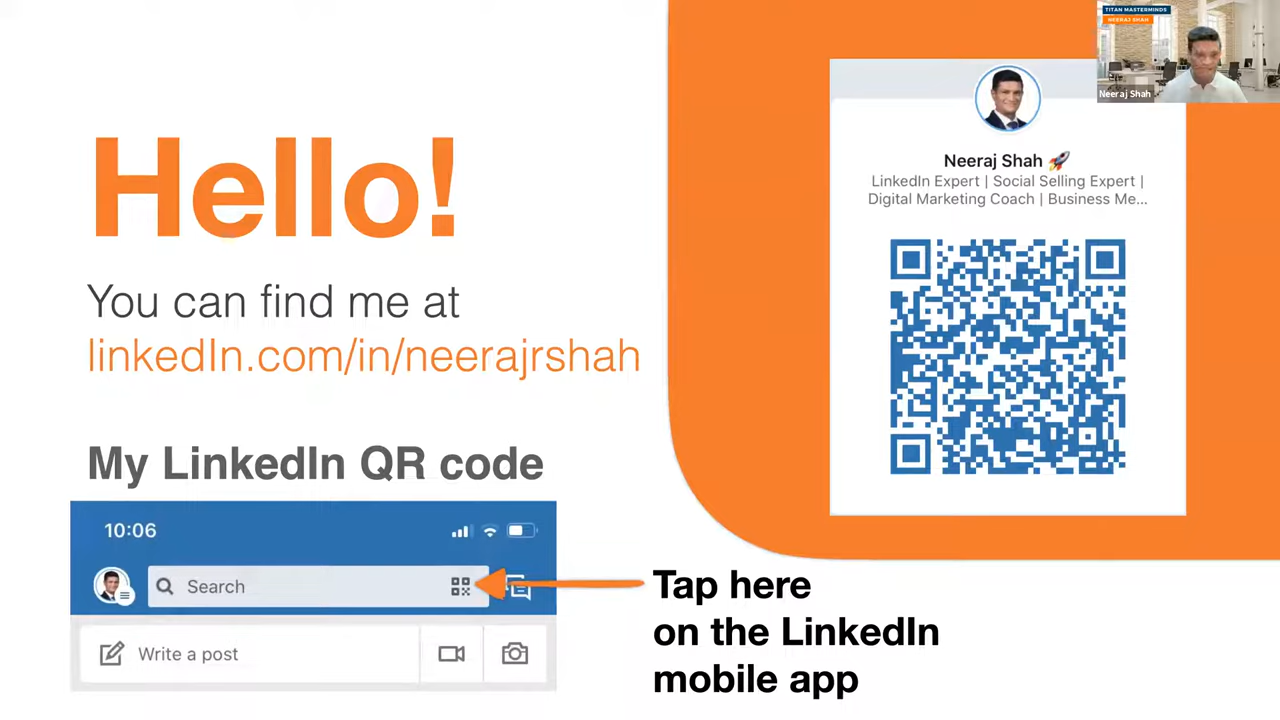 Hello!
You can find me at
linkedIn.com/in/neerajrshah
My LinkedIn QR code
10:06
Search
Write a post
Tap here
on the LinkedIn
mobile app
TITAN MASTERMINDS
NEERAJ SHAH
Neeraj Shah
Neeraj Shah 🚀
LinkedIn Expert | Social Selling Expert |
Digital Marketing Coach | Business Me...